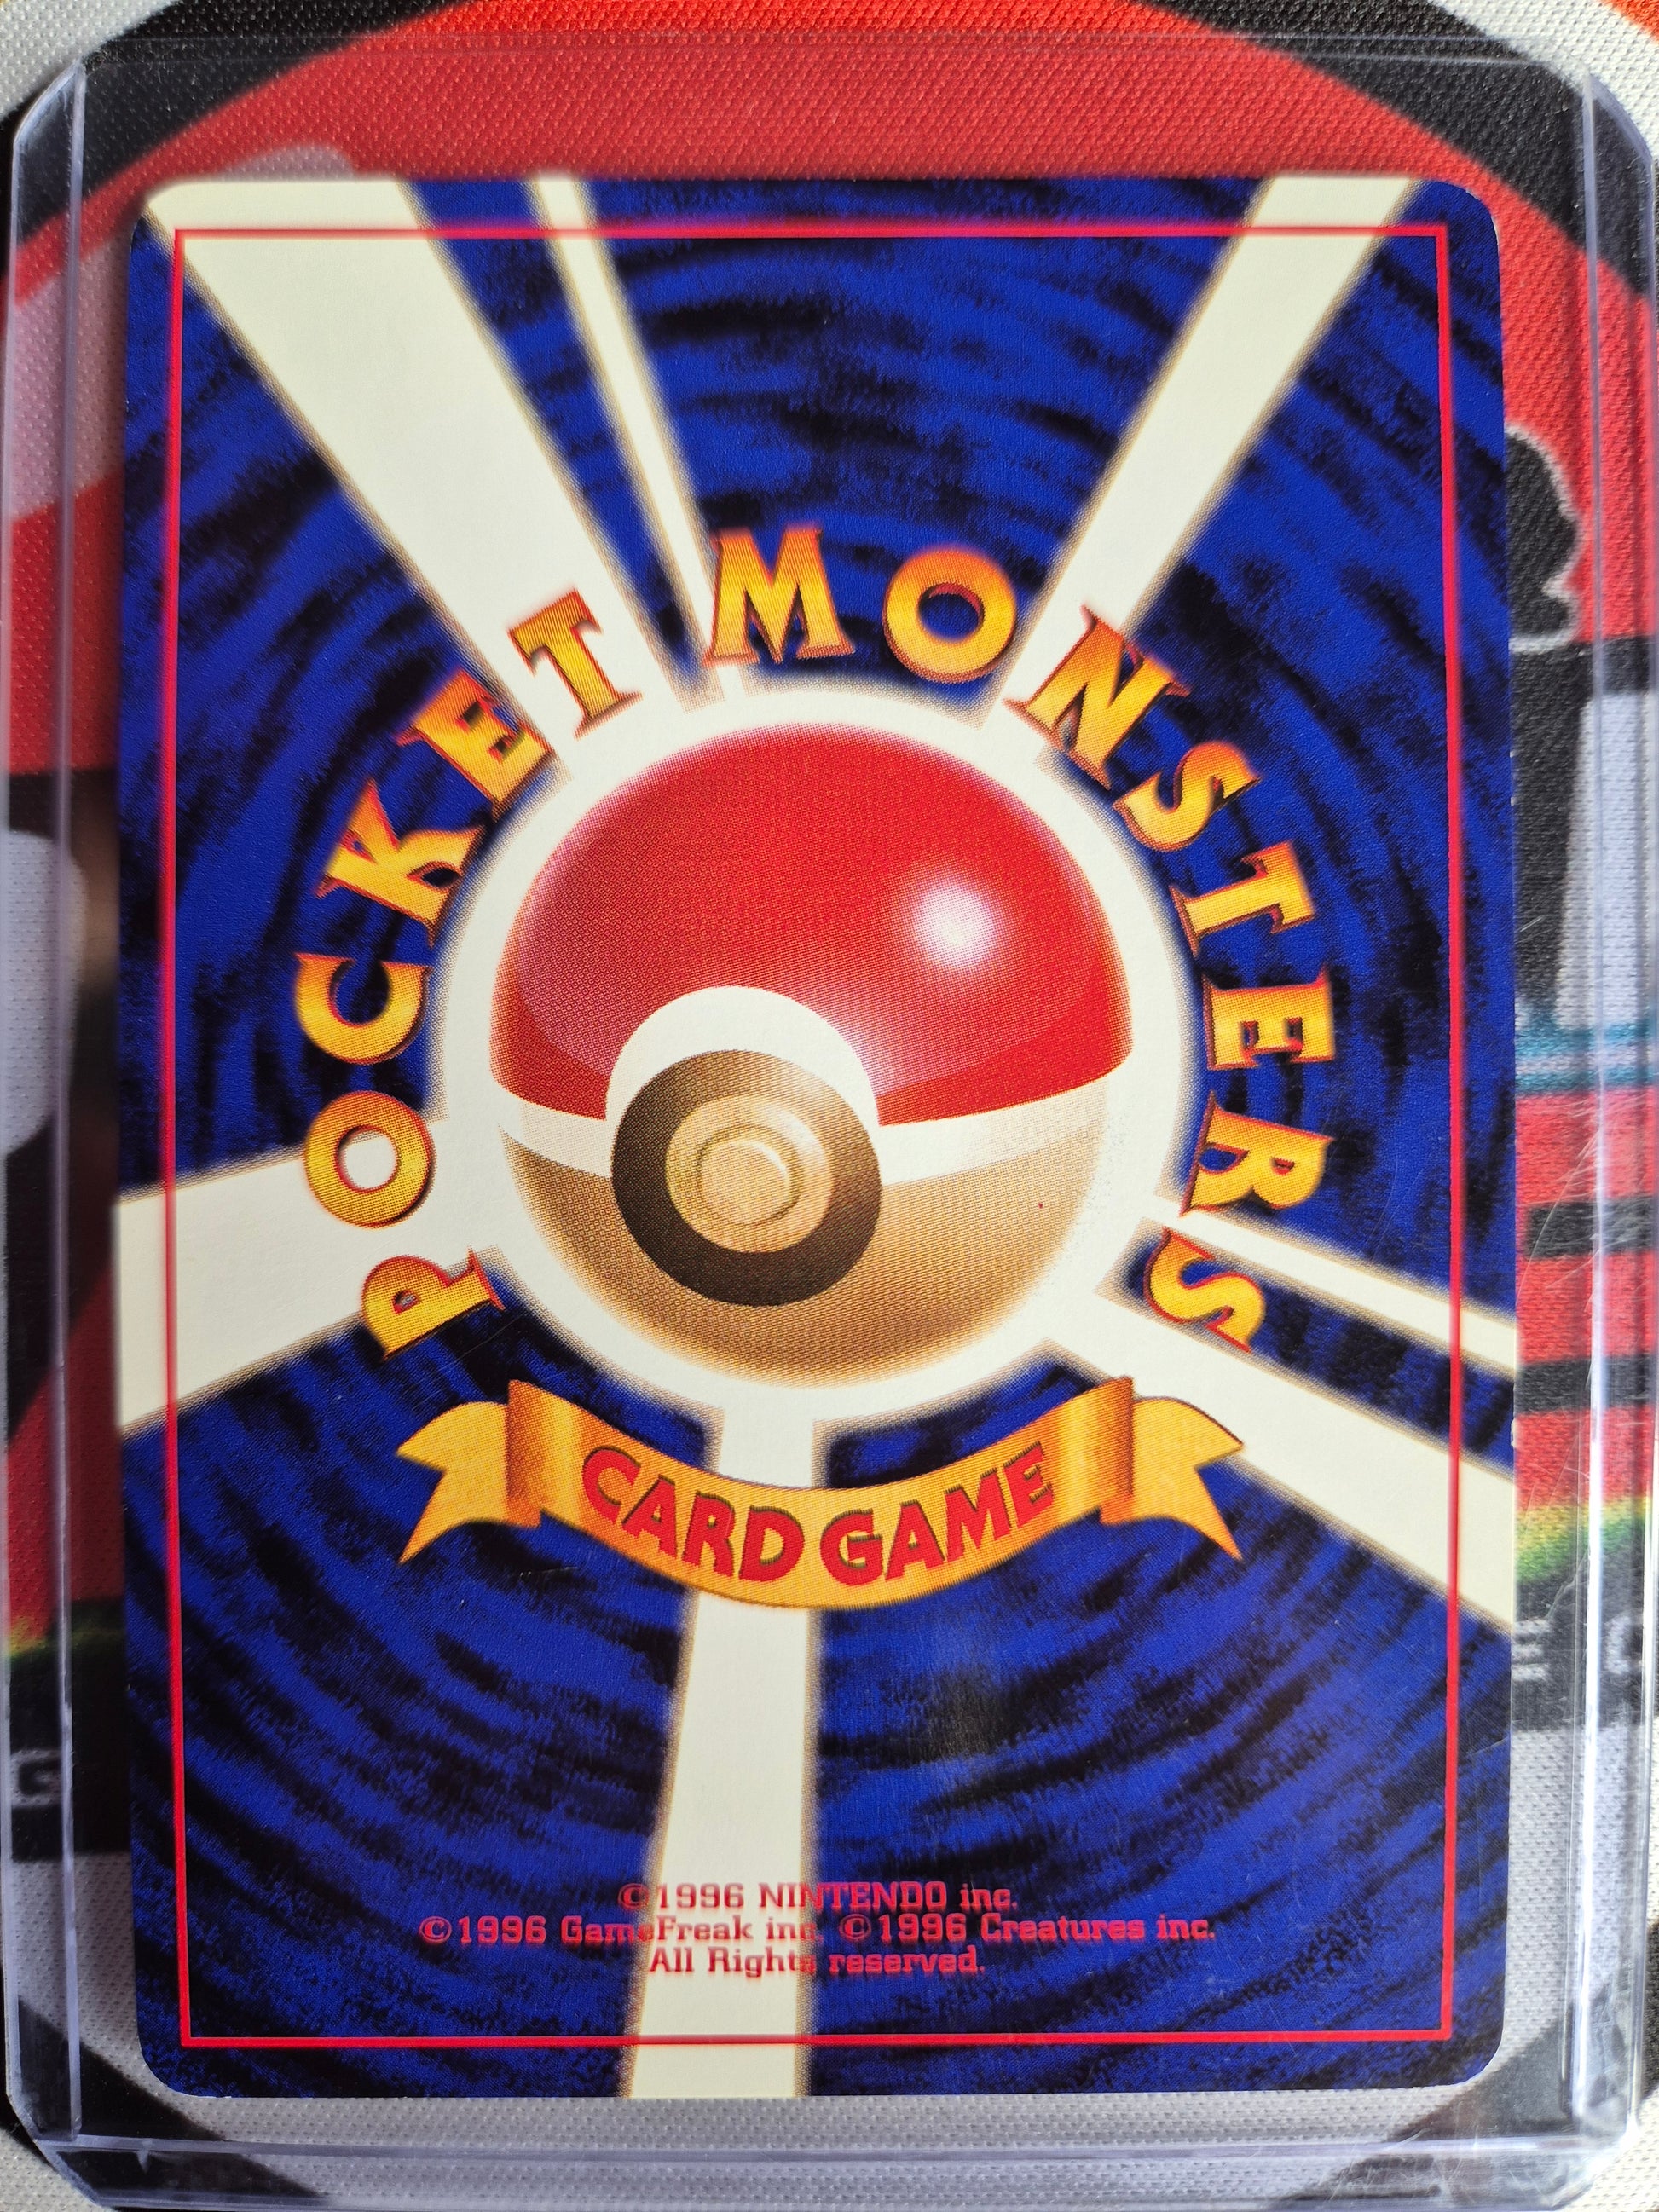 POCKET MONSTERS
CARD GAME
©1996 NINTENDO inc.
©1996 GameFreak inc. ©1996 Creatures inc.
All Rights reserved.